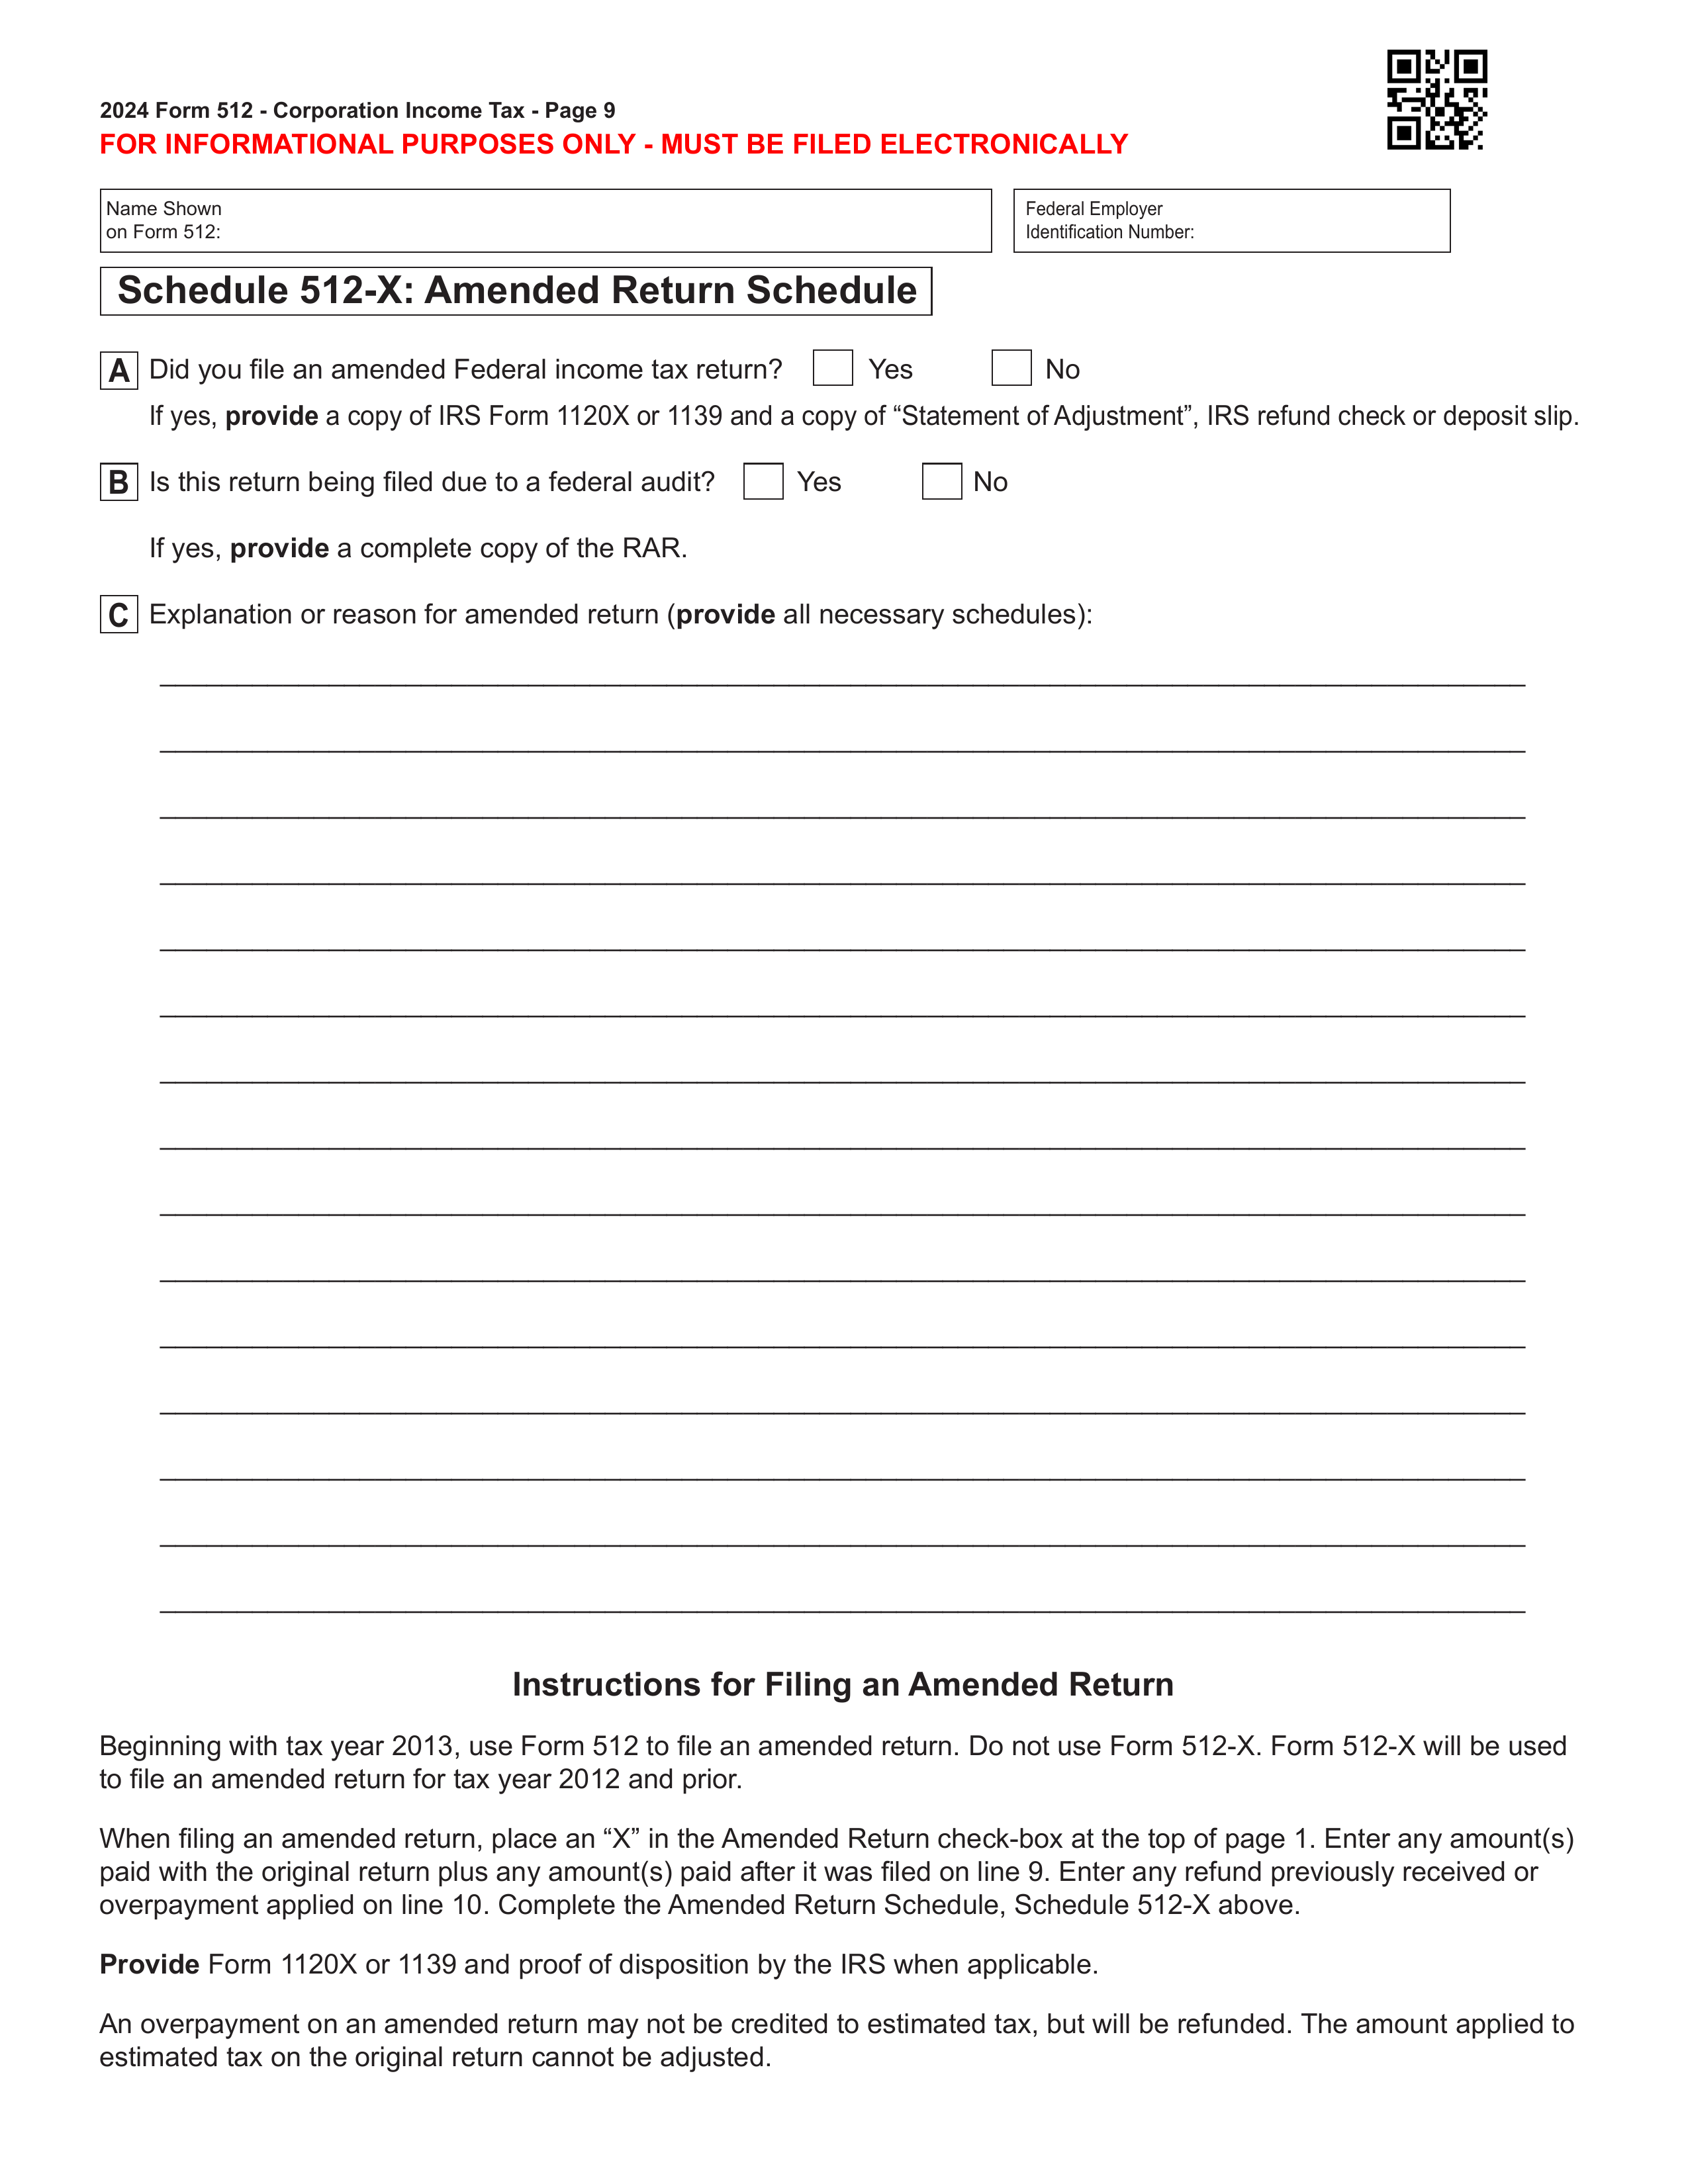 2024 Form 512 - Corporation Income Tax - Page 9
FOR INFORMATIONAL PURPOSES ONLY - MUST BE FILED ELECTRONICALLY
Name Shown
on Form 512:
Federal Employer
Identification Number:
Schedule 512-X: Amended Return Schedule
A Did you file an amended Federal income tax return? Yes No
If yes, provide a copy of IRS Form 1120X or 1139 and a copy of “Statement of Adjustment”, IRS refund check or deposit slip.
B Is this return being filed due to a federal audit? Yes No
If yes, provide a complete copy of the RAR.
C Explanation or reason for amended return (provide all necessary schedules):
Instructions for Filing an Amended Return
Beginning with tax year 2013, use Form 512 to file an amended return. Do not use Form 512-X. Form 512-X will be used
to file an amended return for tax year 2012 and prior.
When filing an amended return, place an “X” in the Amended Return check-box at the top of page 1. Enter any amount(s)
paid with the original return plus any amount(s) paid after it was filed on line 9. Enter any refund previously received or
overpayment applied on line 10. Complete the Amended Return Schedule, Schedule 512-X above.
Provide Form 1120X or 1139 and proof of disposition by the IRS when applicable.
An overpayment on an amended return may not be credited to estimated tax, but will be refunded. The amount applied to
estimated tax on the original return cannot be adjusted.